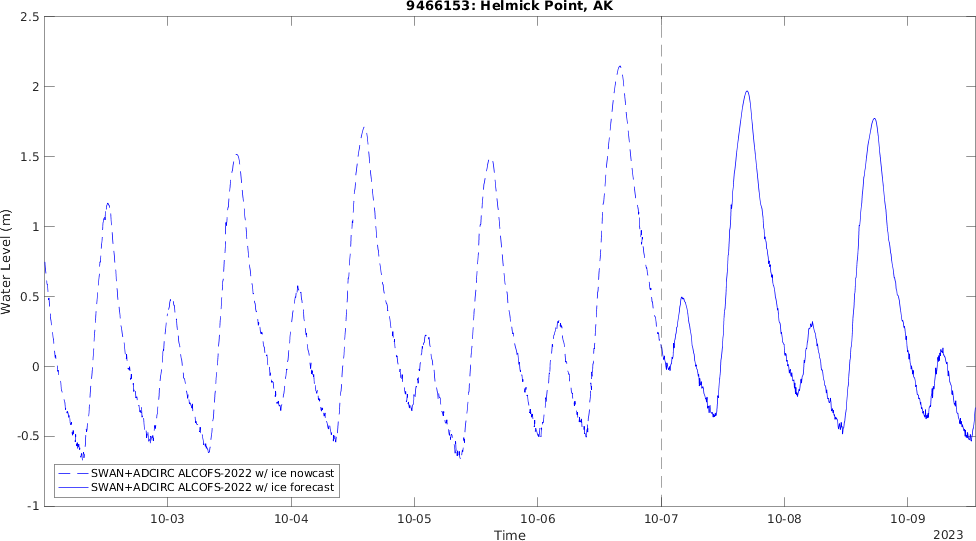 9466153: Helmick Point, AK
2.5
2
1.5
1
0.5
0
-0.5
-1
Water Level (m)
SWAN+ADCIRC ALCOFS-2022 w/ ice nowcast
SWAN+ADCIRC ALCOFS-2022 w/ ice forecast
10-03 10-04 10-05 10-06 10-07 10-08 10-09
Time
2023